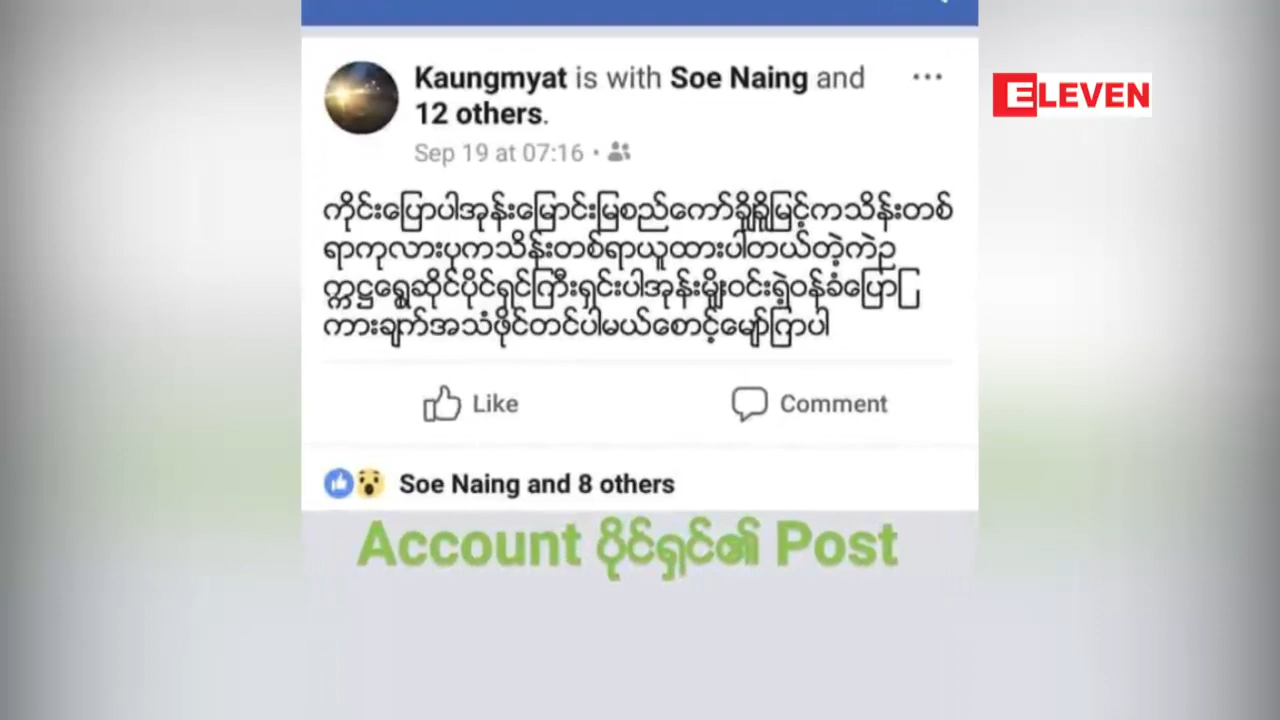 Kaungmyat is with Soe Naing and
12 others.
ELEVEN
Sep 19 at 07:16
ကိုင်းပြောပါအုန်းမြောင်းမြစည်ကော်ချိုချိုမြင့်ကသိန်းတစ်
ရာကုလားပုကသိန်းတစ်ရာယူထားပါတယ်တဲ့ကဲဥ
က္ကဋ္ဌရွှေဆိုင်ပိုင်ရှင်ကြီးရှင်းပါအုန်းမှိုးဝင်းရဲ့ဝန်ခံပြောပြ
ကားချက်အသံဖိုင်တင်ပါမယ်စောင့်မျော်ကြာပါ
Like
Comment
Soe Naing and 8 others
Account ပိုင်ရှင်၏ Post